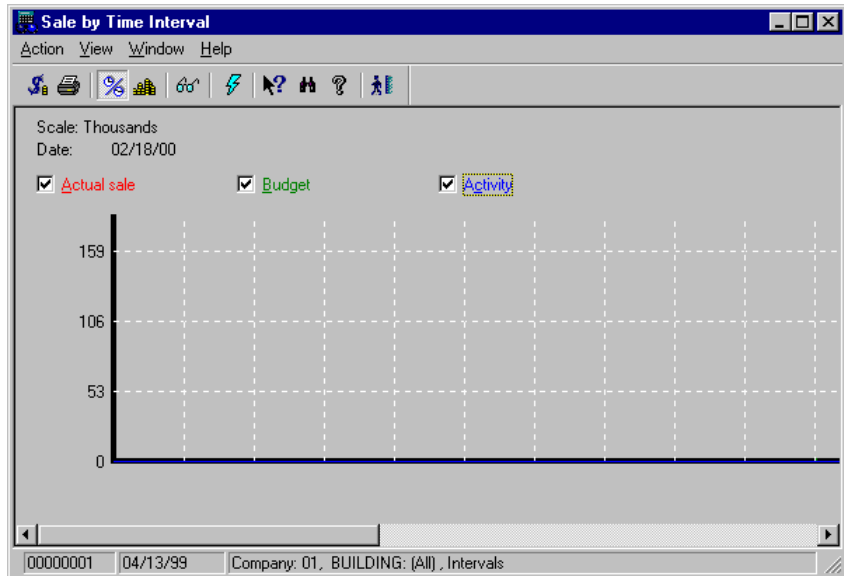 Sale by Time Interval
Action View Window Help
Scale: Thousands
Date: 02/18/00
Actual sale Budget Activity
159
106
53
0
00000001 04/13/99 Company: 01, BUILDING: (All) , Intervals